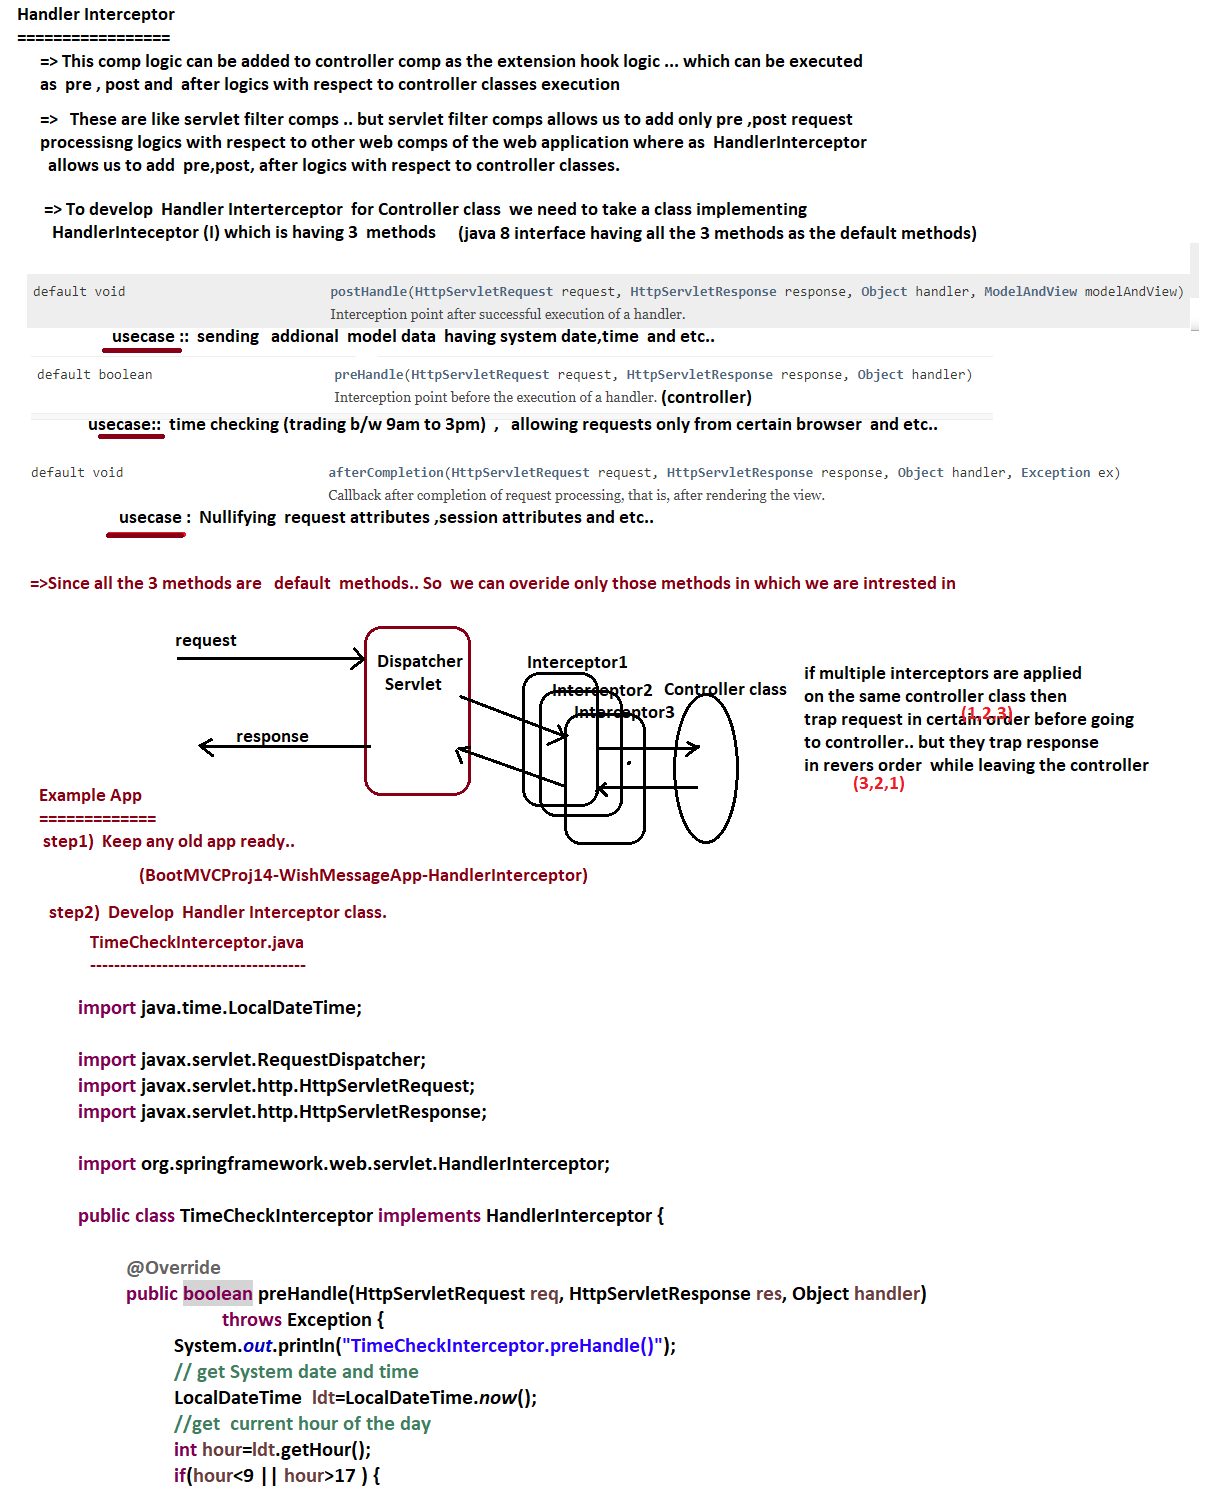 Handler Interceptor
=================
=> This comp logic can be added to controller comp as the extension hook logic ... which can be executed
as pre , post and after logics with respect to controller classes execution
=> These are like servlet filter comps .. but servlet filter comps allows us to add only pre ,post request
processisng logics with respect to other web comps of the web application where as HandlerInterceptor
allows us to add pre,post, after logics with respect to controller classes.
=> To develop Handler Interterceptor for Controller class we need to take a class implementing
HandlerInteceptor (I) which is having 3 methods (java 8 interface having all the 3 methods as the default methods)
default void postHandle(HttpServletRequest request, HttpServletResponse response, Object handler, ModelAndView modelAndView)
Interception point after successful execution of a handler.
usecase :: sending addional model data having system date,time and etc..
default boolean preHandle(HttpServletRequest request, HttpServletResponse response, Object handler)
Interception point before the execution of a handler. (controller)
usecase:: time checking (trading b/w 9am to 3pm) , allowing requests only from certain browser and etc..
default void afterCompletion(HttpServletRequest request, HttpServletResponse response, Object handler, Exception ex)
Callback after completion of request processing, that is, after rendering the view.
usecase : Nullifying request attributes ,session attributes and etc..
=>Since all the 3 methods are default methods.. So we can overide only those methods in which we are intrested in
request
Dispatcher
Servlet
response
Interceptor1
Interceptor2
Interceptor3
Controller class
if multiple interceptors are applied
on the same controller class then
(1,2,3)
trap request in certain order before going
to controller.. but they trap response
in revers order while leaving the controller
(3,2,1)
Example App
=============
step1) Keep any old app ready..
(BootMVCProj14-WishMessageApp-HandlerInterceptor)
step2) Develop Handler Interceptor class.
TimeCheckInterceptor.java
------------------------------------
import java.time.LocalDateTime;
import javax.servlet.RequestDispatcher;
import javax.servlet.http.HttpServletRequest;
import javax.servlet.http.HttpServletResponse;
import org.springframework.web.servlet.HandlerInterceptor;
public class TimeCheckInterceptor implements HandlerInterceptor {
@Override
public boolean preHandle(HttpServletRequest req, HttpServletResponse res, Object handler)
throws Exception {
System.out.println("TimeCheckInterceptor.preHandle()");
// get System date and time
LocalDateTime ldt=LocalDateTime.now();
//get current hour of the day
int hour=ldt.getHour();
if(hour<9 || hour>17 ) {